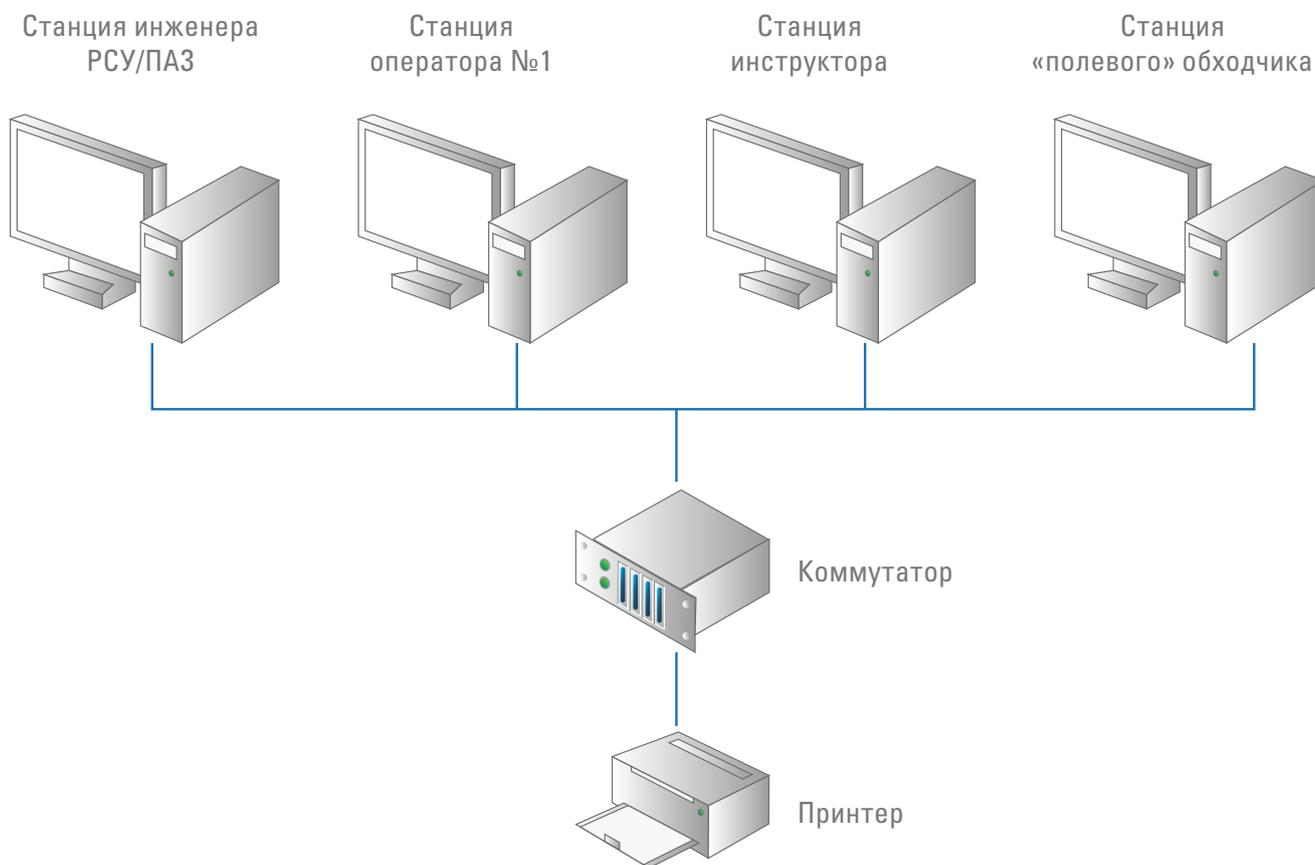 Станция инженера
РСУ/ПАЗ
Станция
оператора №1
Станция
инструктора
Станция
«полевого» обходчика
Коммутатор
Принтер